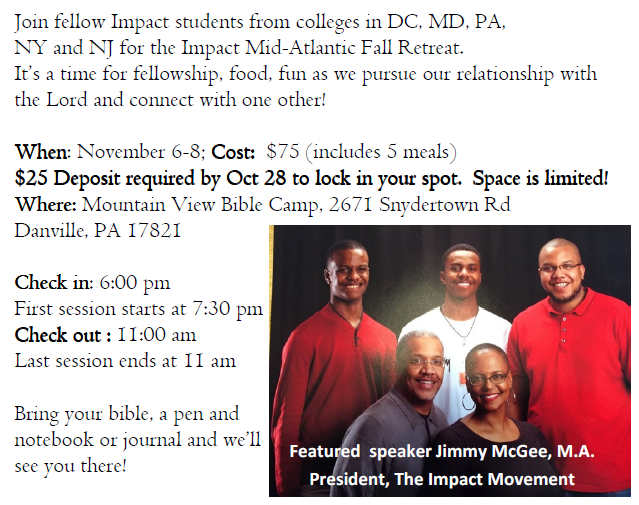 Join fellow Impact students from colleges in DC, MD, PA,
NY and NJ for the Impact Mid-Atlantic Fall Retreat.
It's a time for fellowship, food, fun as we pursue our relationship with
the Lord and connect with one other!
When: November 6-8; Cost:  $75 (includes 5 meals)
$25 Deposit required by Oct 28 to lock in your spot.  Space is limited!
Where: Mountain View Bible Camp, 2671 Snydertown Rd
Danville, PA 17821
Check in: 6:00 pm
First session starts at 7:30 pm
Check out : 11:00 am
Last session ends at 11 am
Bring your bible, a pen and
notebook or journal and we'll
see you there!
Featured  speaker Jimmy McGee, M.A.
President, The Impact Movement